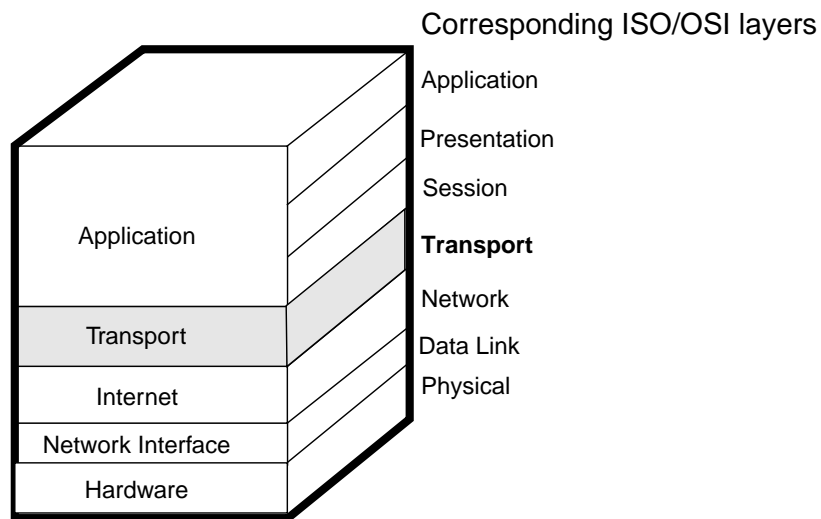 Corresponding ISO/OSI layers
Application
Presentation
Session
Transport
Network
Data Link
Physical
Application
Transport
Internet
Network Interface
Hardware